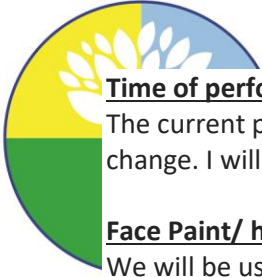 Time of perfo
The current p
change. I will
Face Paint/ h
We will be us